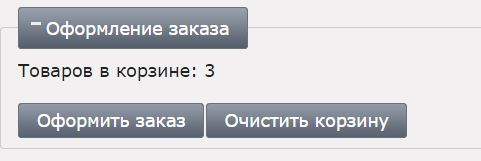 Оформление заказа
Товаров в корзине: 3
Оформить заказ Очистить корзину